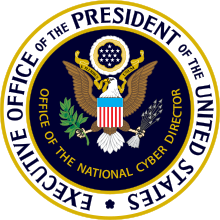 EXECUTIVE OFFICE OF THE PRESIDENT OF THE UNITED STATES
OFFICE OF THE NATIONAL CYBER DIRECTOR